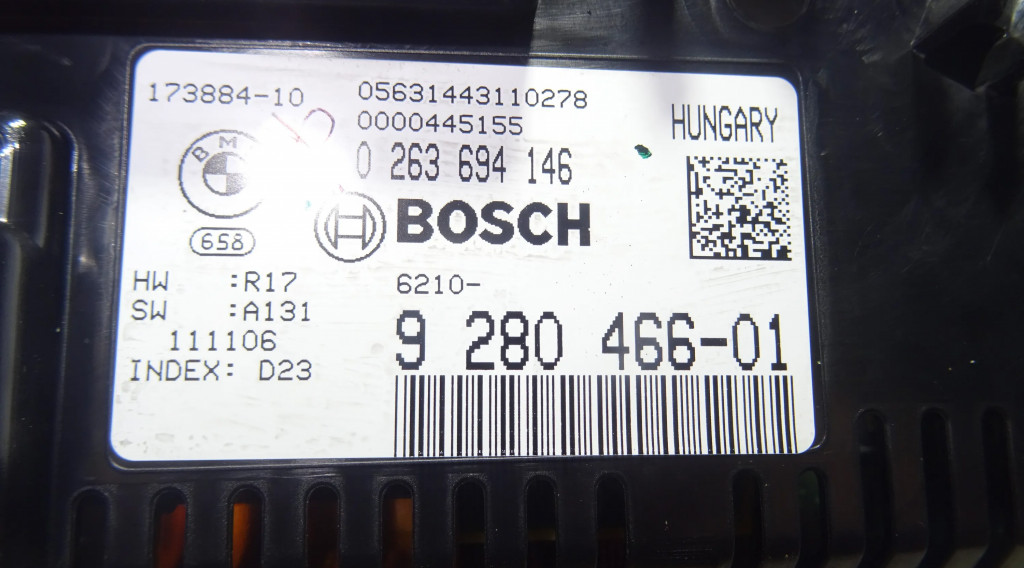 173884-10 05631443110278
0000445155
HUNGARY
BMW
0 263 694 146
BOSCH
658
HW :R17
6210-
SW :A131
9 280 466-01
111106
INDEX: D23